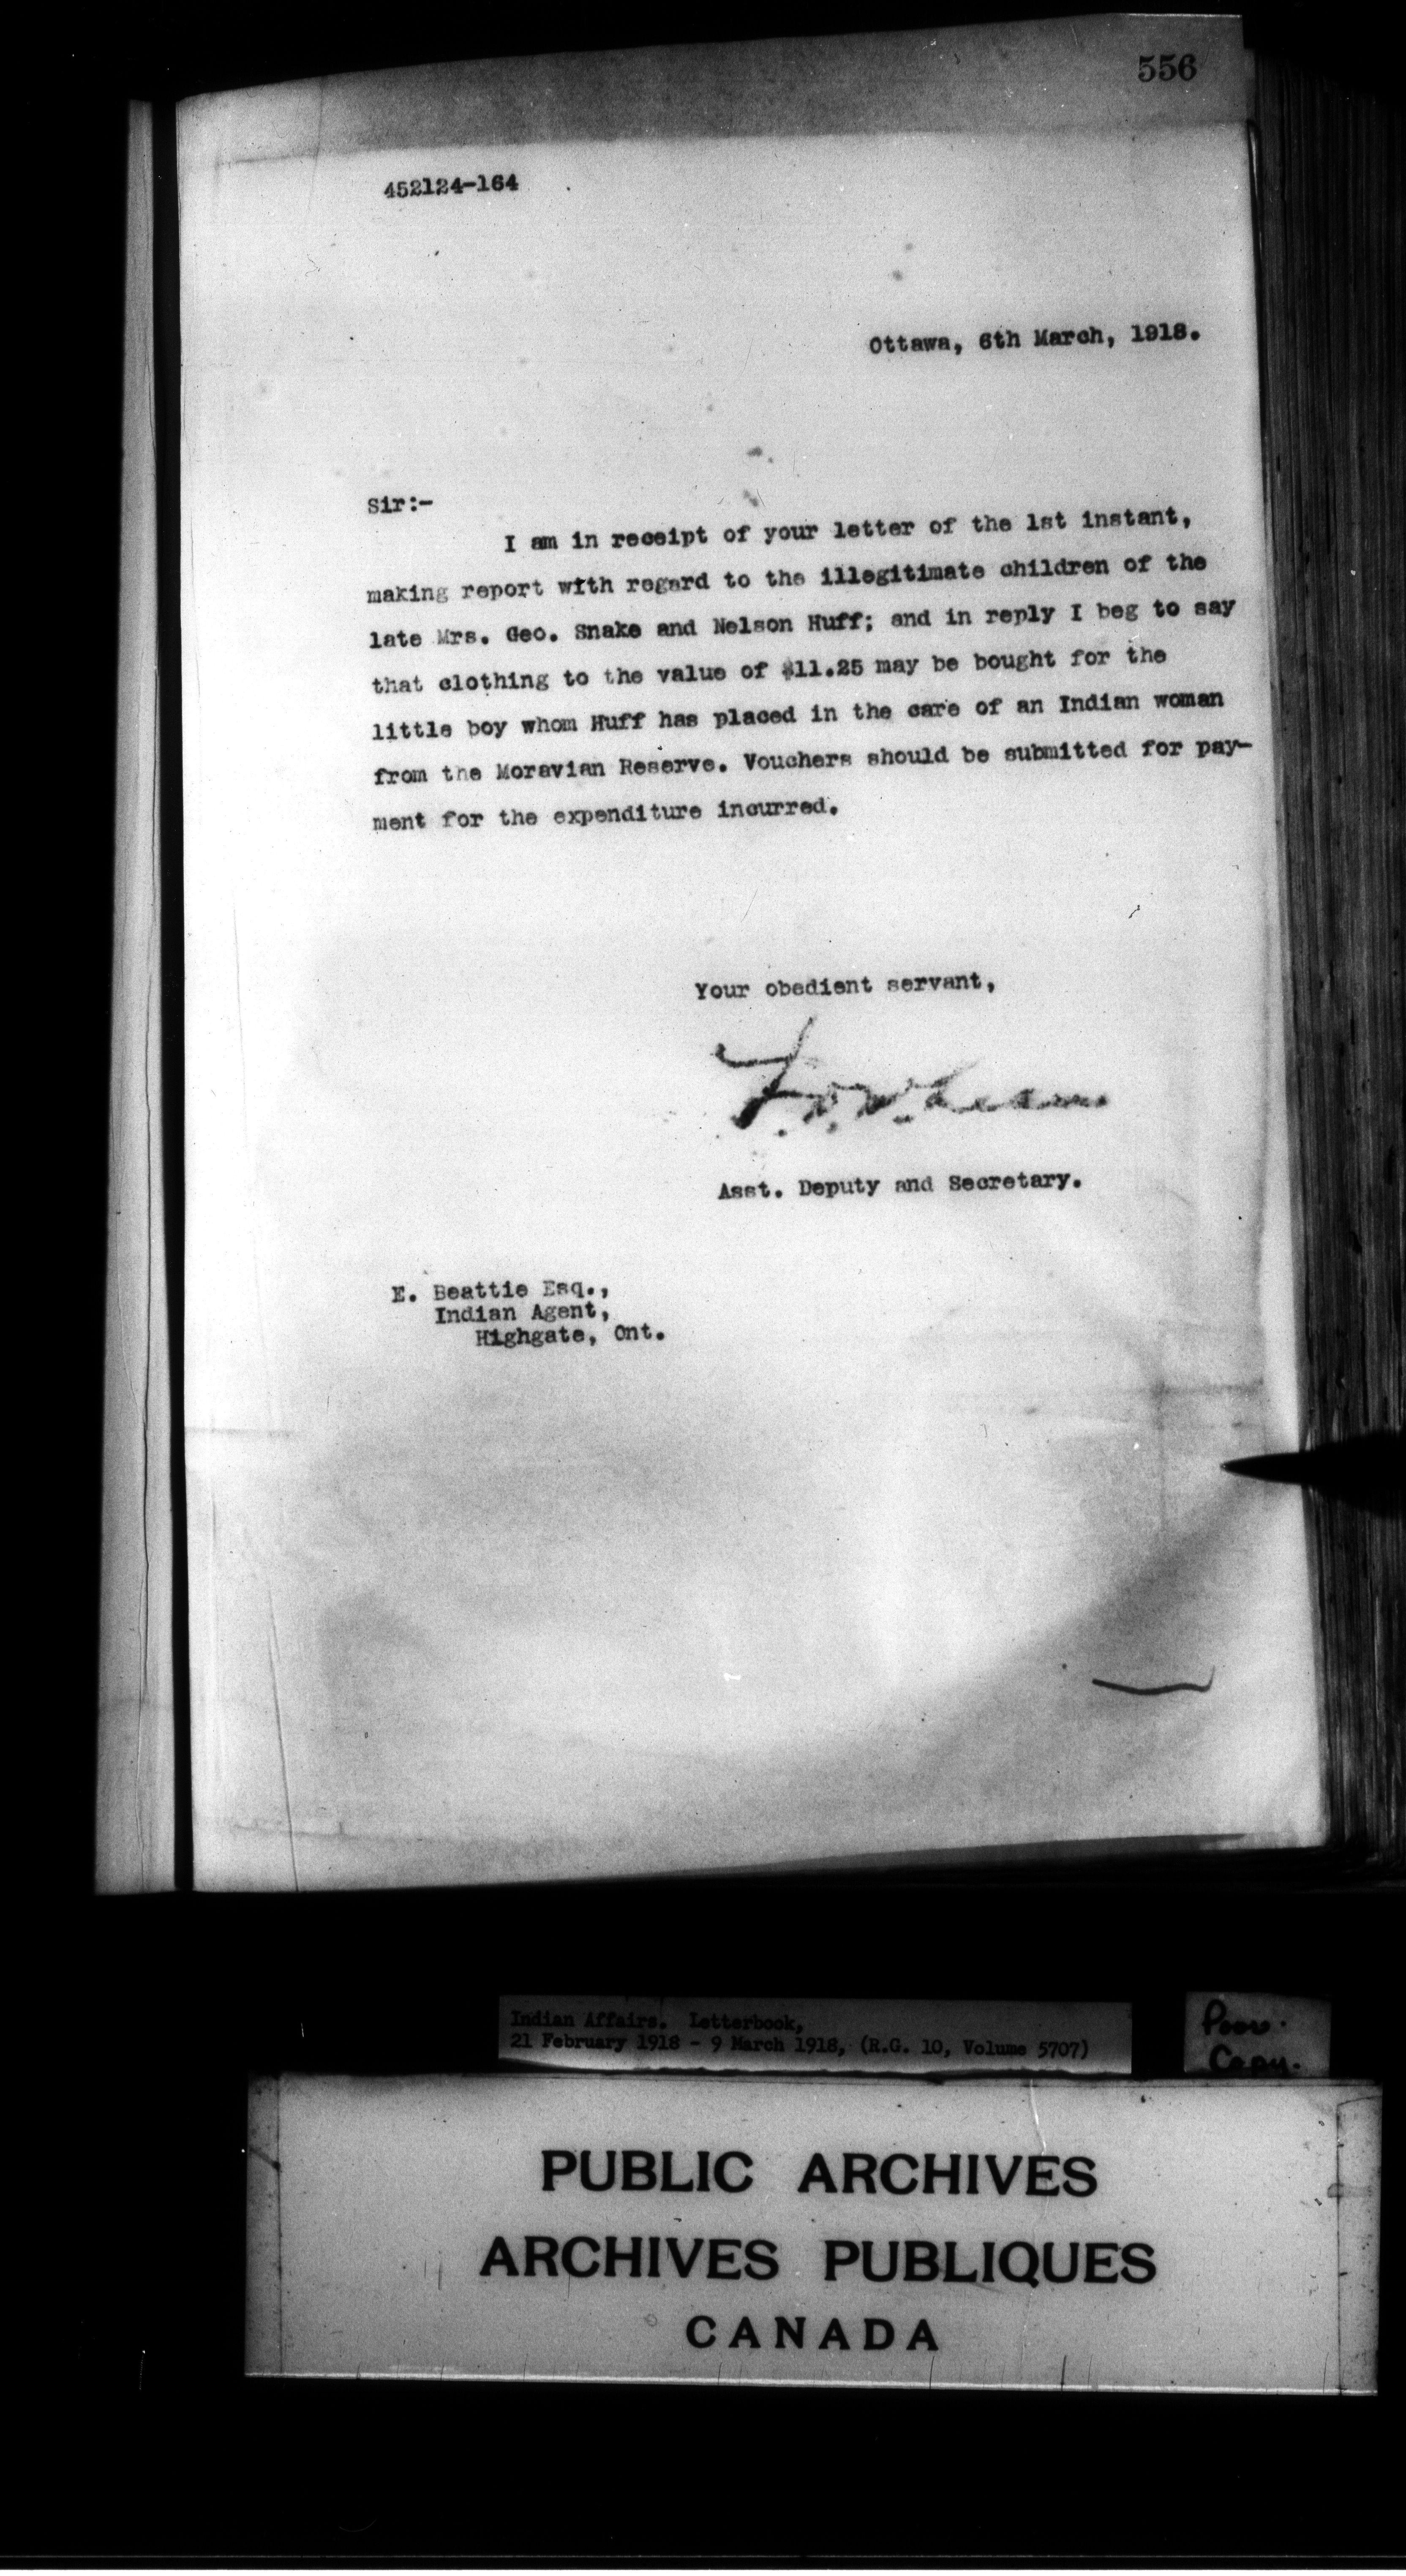 556
452124-164
Ottawa, 6th March, 1918.
Sir:-
I am in receipt of your letter of the 1st instant,
making report with regard to the illegitimate children of the
late Mrs. Geo. Snake and Nelson Huff; and in reply I beg to say
that clothing to the value of $11.25 may be bought for the
little boy whom Huff has placed in the care of an Indian woman
from the Moravian Reserve. Vouchers should be submitted for pay-
ment for the expenditure incurred.
Your obedient servant,
Asst. Deputy and Secretary.
E. Beattie Esq.,
Indian Agent,
Highgate, Ont.
Indian Affairs. Letterbook,
21 February 1918 - 9 March 1918, (R.G. 10, Volume 5707)
Poor
Copy.
PUBLIC ARCHIVES
ARCHIVES PUBLIQUES
CANADA